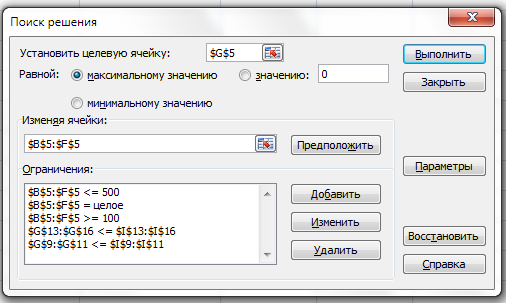 Поиск решения
Установить целевую ячейку: $G$5 Выполнить
Равной: максимальному значению значению: 0 Закрыть
минимальному значению
Изменяя ячейки:
$B$5:$F$5 Предположить
Ограничения: Параметры
$B$5:$F$5 <= 500 Добавить
$B$5:$F$5 = целое
$B$5:$F$5 >= 100 Изменить
$G$13:$G$16 <= $I$13:$I$16 Восстановить
$G$9:$G$11 <= $I$9:$I$11 Удалить
Справка